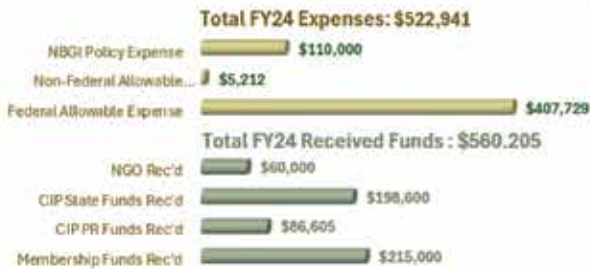 Total FY24 Expenses: $522,941
NBGI Policy Expense $110,000
Non-Federal Allowable... $5,212
Federal Allowable Expense $407,729
Total FY24 Received Funds : $560.205
NGO Rec'd $60,000
CIP State Funds Rec'd $198,600
CIP PR Funds Rec'd $86,605
Membership Funds Rec'd $215,000